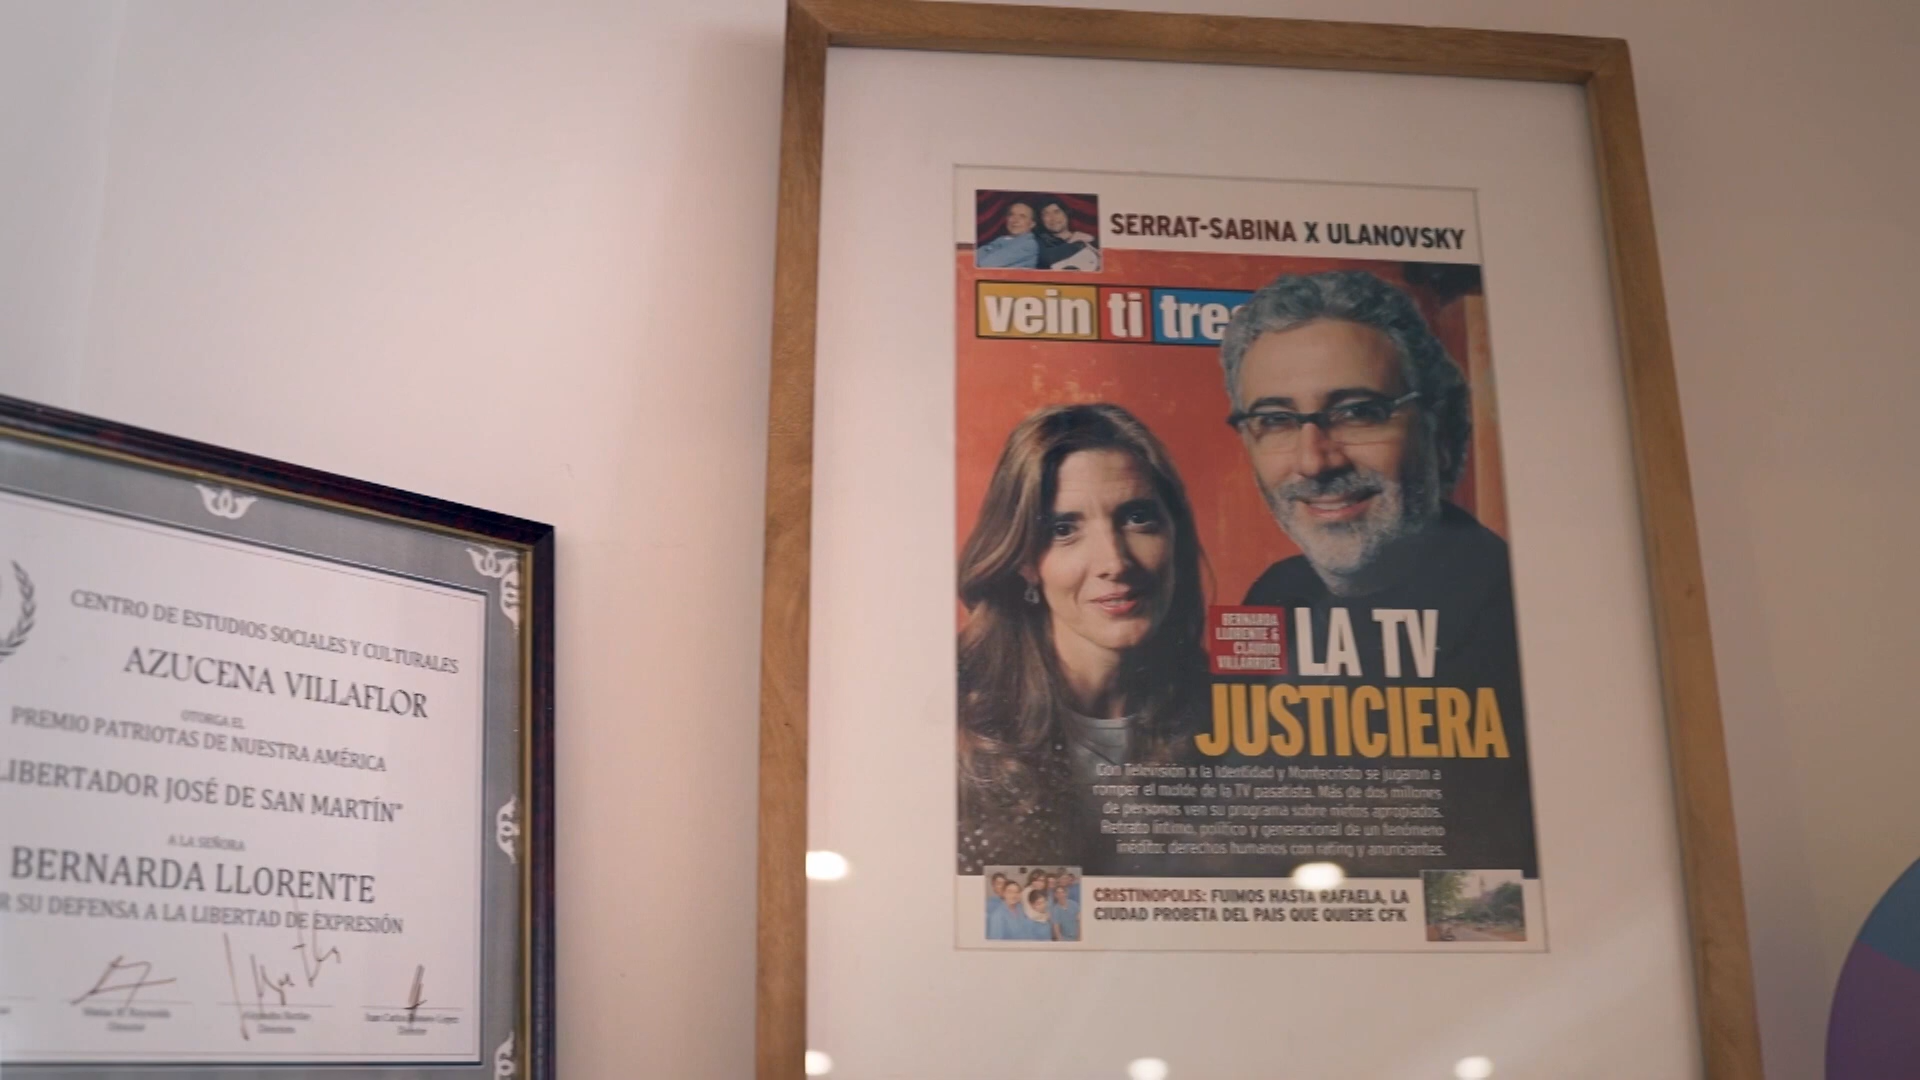 CENTRO DE ESTUDIOS SOCIALES Y CULTURALES
AZUCENA VILLAFLOR
OTORGA EL
PREMIO PATRIOTAS DE NUESTRA AMÉRICA
LIBERTADOR JOSÉ DE SAN MARTÍN"
A LA SEÑORA
BERNARDA LLORENTE
R SU DEFENSA A LA LIBERTAD DE EXPRESIÓN
SERRAT-SABINA X ULANOVSKY
vein ti tres
BERNARDA
LLORENTE &
CLAUDIO
VILLARRUEL
LA TV
JUSTICIERA
Con Televisión x la Identidad y Montecristo se jugaron a
romper el molde de la TV pasatista. Más de dos millones
de personas ven su programa sobre nietos apropiados.
Retrato íntimo, político y generacional de un fenómeno
inédito: derechos humanos con rating y anunciantes.
CRISTINOPOLIS: FUIMOS HASTA RAFAELA, LA
CIUDAD PROBETA DEL PAIS QUE QUIERE CFK